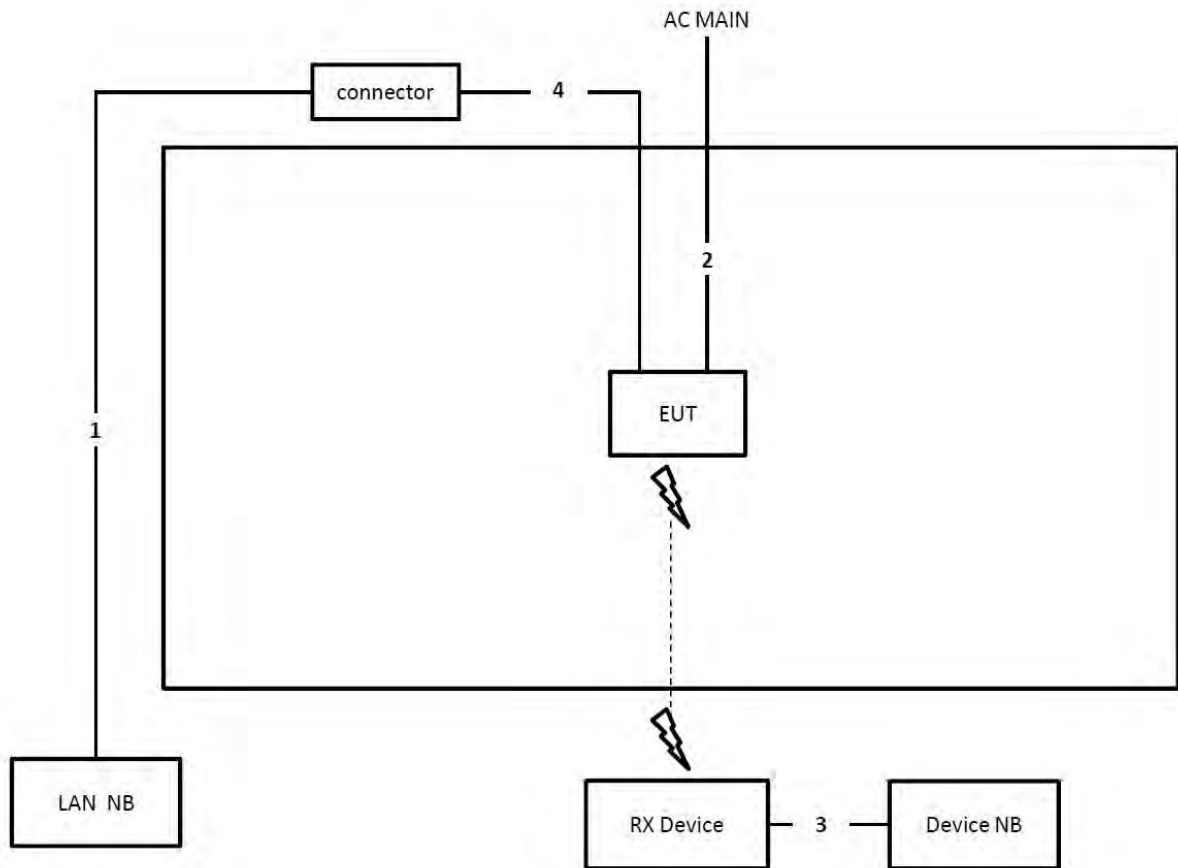 AC MAIN
connector
4
2
EUT
1
LAN NB
RX Device
3
Device NB